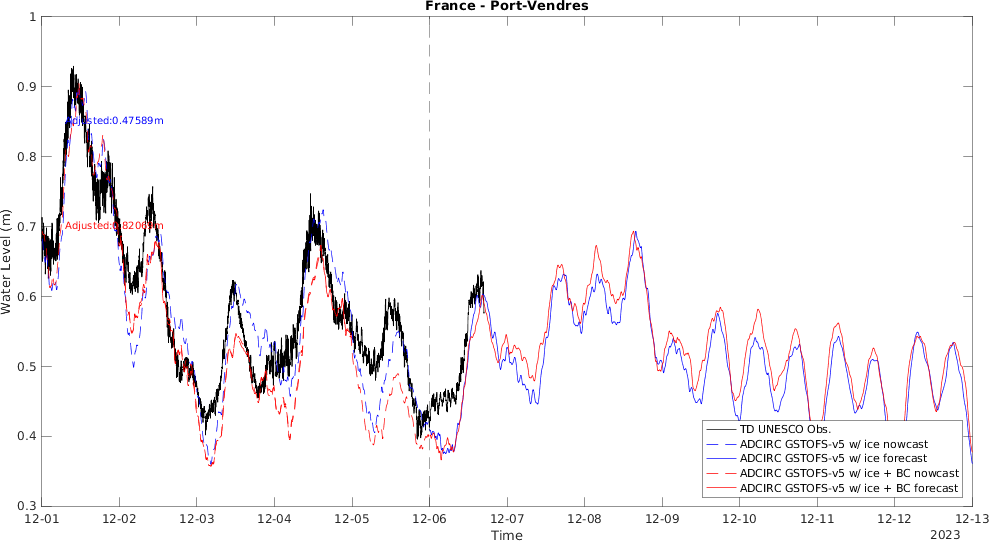 France - Port-Vendres
Water Level (m)
1
0.9
0.8
0.7
0.6
0.5
0.4
0.3
Adjusted:0.47589m
Adjusted:
TD UNESCO Obs.
ADCIRC GSTOFS-v5 w/ ice nowcast
ADCIRC GSTOFS-v5 w/ ice forecast
ADCIRC GSTOFS-v5 w/ ice + BC nowcast
ADCIRC GSTOFS-v5 w/ ice + BC forecast
12-01 12-02 12-03 12-04 12-05 12-06 12-07 12-08 12-09 12-10 12-11 12-12 12-13
Time
2023